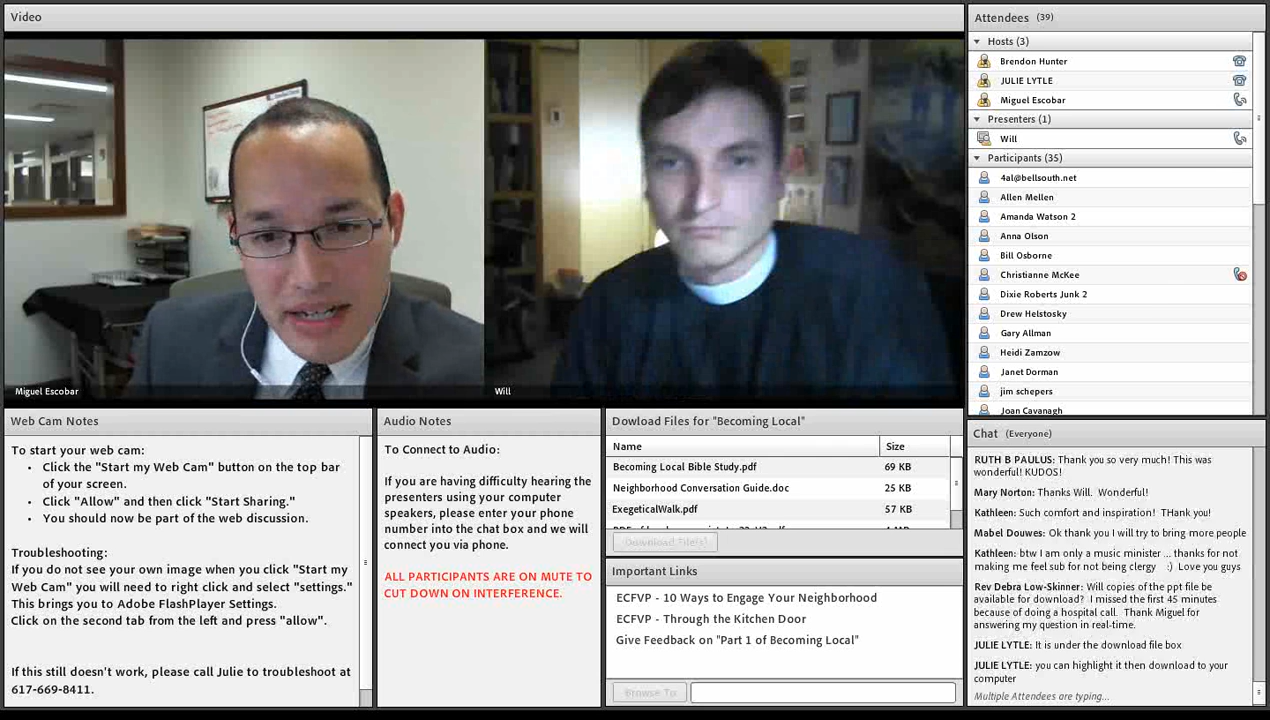 Video
Miguel Escobar
Will
Attendees (39)
Hosts (3)
Brendon Hunter
JULIE LYTLE
Miguel Escobar
Presenters (1)
Will
Participants (35)
4al@bellsouth.net
Allen Mellen
Amanda Watson 2
Anna Olson
Bill Osborne
Christianne McKee
Dixie Roberts Junk 2
Drew Helstosky
Gary Allman
Heidi Zamzow
Janet Dorman
jim schepers
Joan Cavanagh
Web Cam Notes
To start your web cam:
• Click the "Start my Web Cam" button on the top bar
of your screen.
• Click "Allow" and then click "Start Sharing."
• You should now be part of the web discussion.
Troubleshooting:
If you do not see your own image when you click "Start my
Web Cam" you will need to right click and select "settings."
This brings you to Adobe FlashPlayer Settings.
Click on the second tab from the left and press "allow".
If this still doesn't work, please call Julie to troubleshoot at
617-669-8411.
Audio Notes
To Connect to Audio:
If you are having difficulty hearing the
presenters using your computer
speakers, please enter your phone
number into the chat box and we will
connect you via phone.
ALL PARTICIPANTS ARE ON MUTE TO
CUT DOWN ON INTERFERENCE.
Dowload Files for "Becoming Local"
Name Size
Becoming Local Bible Study.pdf 69 KB
Neighborhood Conversation Guide.doc 25 KB
ExegeticalWalk.pdf 57 KB
Download File(s)
Important Links
ECFVP - 10 Ways to Engage Your Neighborhood
ECFVP - Through the Kitchen Door
Give Feedback on "Part 1 of Becoming Local"
Browse To
Chat (Everyone)
RUTH B PAULUS: Thank you so very much! This was
wonderful! KUDOS!
Mary Norton: Thanks Will. Wonderful!
Kathleen: Such comfort and inspiration! THank you!
Mabel Douwes: Ok thank you I will try to bring more people
Kathleen: btw I am only a music minister ... thanks for not
making me feel sub for not being clergy :) Love you guys
Rev Debra Low-Skinner: Will copies of the ppt file be
available for download? I missed the first 45 minutes
because of doing a hospital call. Thank Miguel for
answering my question in real-time.
JULIE LYTLE: It is under the download file box
JULIE LYTLE: you can highlight it then download to your
computer
Multiple Attendees are typing...